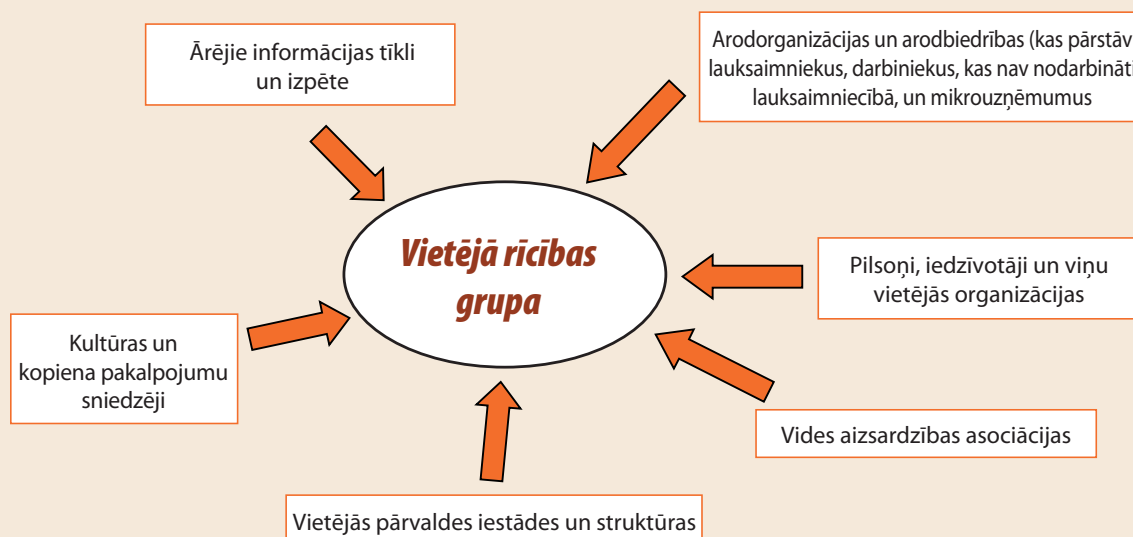 Ārējie informācijas tīkli
un izpēte
Arodorganizācijas un arodbiedrības (kas pārstāv
lauksaimniekus, darbiniekus, kas nav nodarbināti
lauksaimniecībā, un mikrouzņēmumus
Vietējā rīcības
grupa
Pilsoņi, iedzīvotāji un viņu
vietējās organizācijas
Kultūras un
kopiena pakalpojumu
sniedzēji
Vides aizsardzības asociācijas
Vietējās pārvaldes iestādes un struktūras